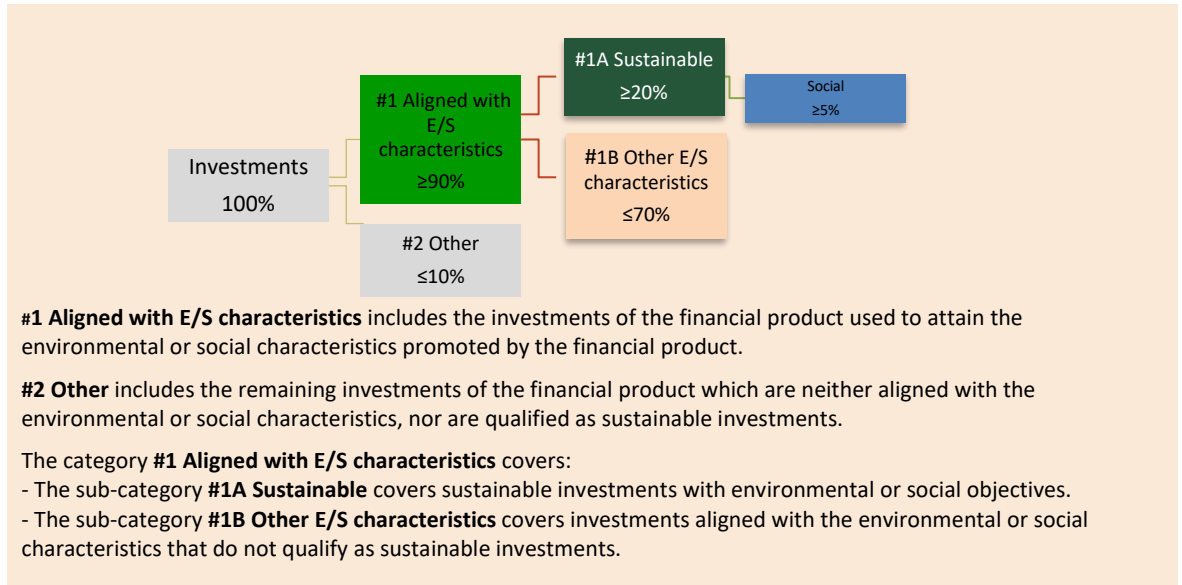 Investments
100%
#1 Aligned with
E/S
characteristics
≥90%
#2 Other
≤10%
#1A Sustainable
≥20%
#1B Other E/S
characteristics
≤70%
Social
≥5%
#1 Aligned with E/S characteristics includes the investments of the financial product used to attain the
environmental or social characteristics promoted by the financial product.
#2 Other includes the remaining investments of the financial product which are neither aligned with the
environmental or social characteristics, nor are qualified as sustainable investments.
The category #1 Aligned with E/S characteristics covers:
- The sub-category #1A Sustainable covers sustainable investments with environmental or social objectives.
- The sub-category #1B Other E/S characteristics covers investments aligned with the environmental or social
characteristics that do not qualify as sustainable investments.